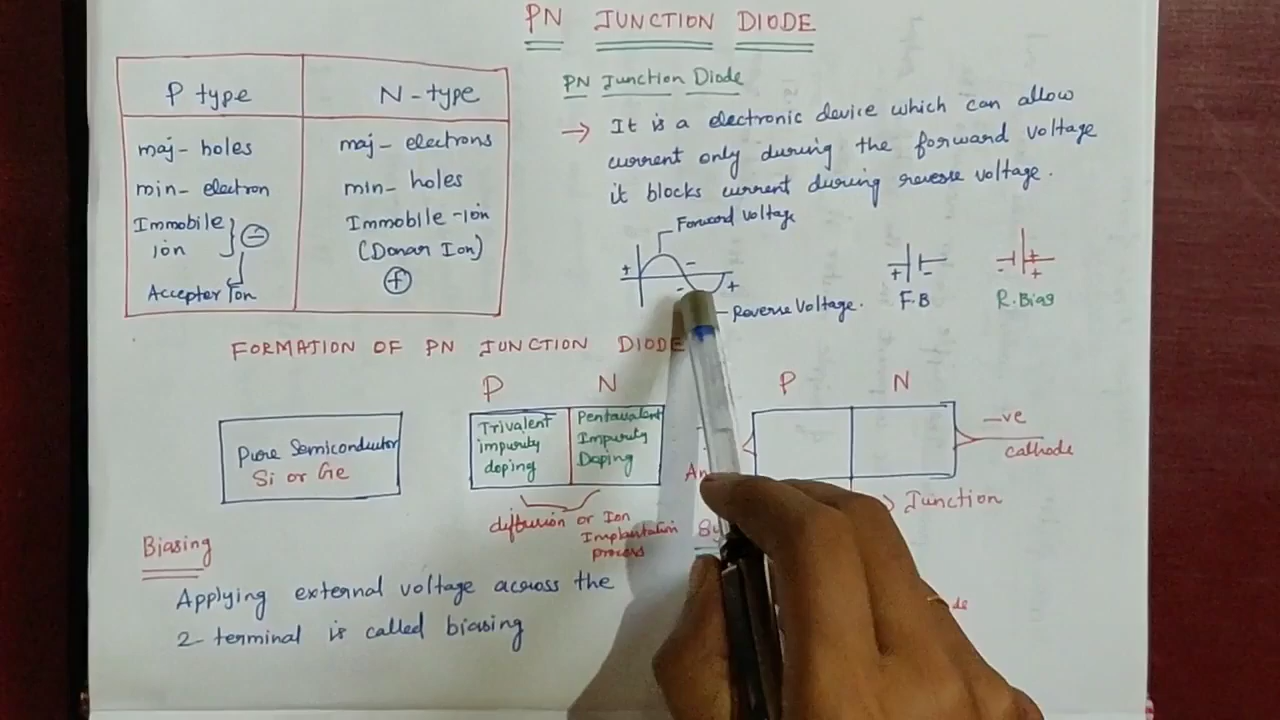 PN JUNCTION DIODE
P type
N-type
maj- holes
maj- electrons
min- electron
min- holes
Immobile
ion
-
Immobile-ion
(Donar Ion)
+
Accepter Ion
PN Junction Diode
→ It is a electronic device which can allow
current only during the forward voltage
it blocks current during reverse voltage.
Forward voltage
+ -
- +
Reverse Voltage.
+ -
F.B
- +
+
R.Bias
FORMATION OF PN JUNCTION DIODE
Pure Semiconductor
Si or Ge
P N
Trivalent
impurity
doping
Pentavalent
Impurity
Doping
diffusion or Ion
Implantation
process
P N
-ve
cathode
Junction
Biasing
Applying external voltage across the
2- terminal is called biasing